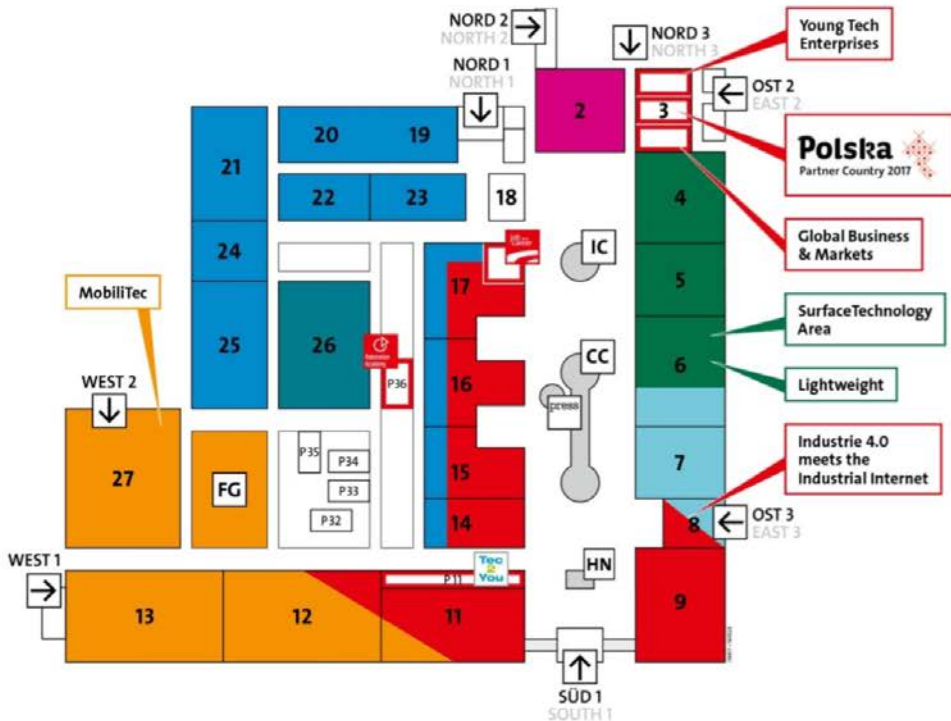 NORD 2
NORTH 2
NORD 1
NORTH 1
NORD 3
NORTH 3
OST 2
EAST 2
Young Tech
Enterprises
Polska
Partner Country 2017
Global Business
& Markets
SurfaceTechnology
Area
Lightweight
Industrie 4.0
meets the
Industrial Internet
OST 3
EAST 3
MobiliTec
WEST 2
WEST 1
SÜD 1
SOUTH 1
2
3
4
5
6
7
8
9
20
19
21
22
23
18
24
25
26
17
16
15
14
IC
CC
press
HN
P36
P35
P34
P33
P32
27
FG
13
12
11
P11
Tec
2
You